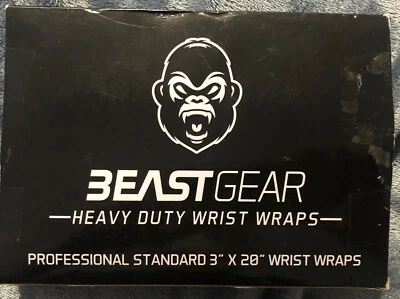 BEASTGEAR
—HEAVY DUTY WRIST WRAPS—
PROFESSIONAL STANDARD 3" X 20" WRIST WRAPS